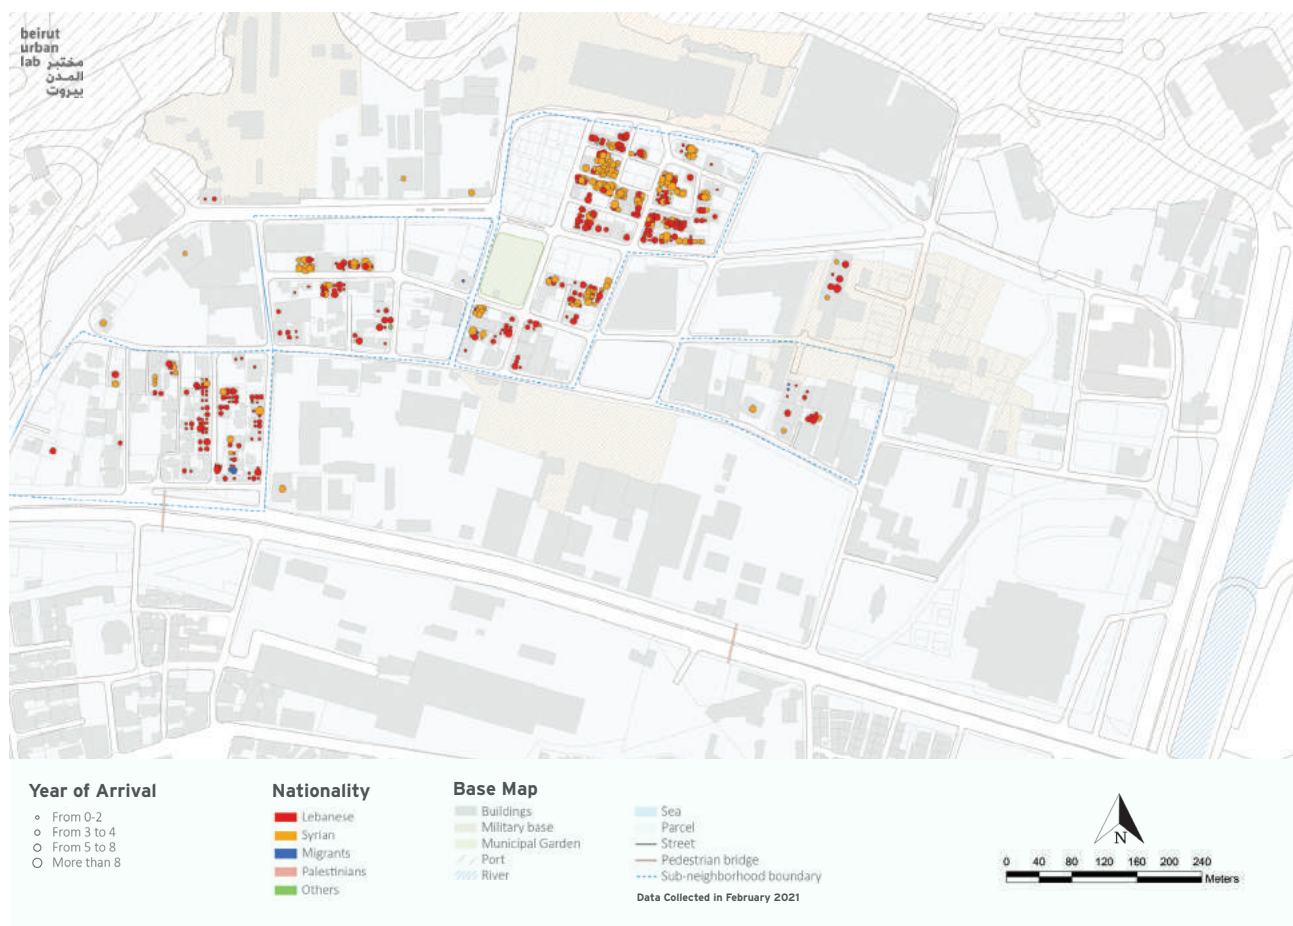 beirut
urban
lab مختبر
المدن
بيروت
Year of Arrival
From 0-2
From 3 to 4
From 5 to 8
More than 8
Nationality
Lebanese
Syrian
Migrants
Palestinians
Others
Base Map
Buildings
Military base
Municipal Garden
Port
River
Sea
Parcel
Street
Pedestrian bridge
Sub-neighborhood boundary
Data Collected in February 2021
N
0 40 80 120 160 200 240
Meters